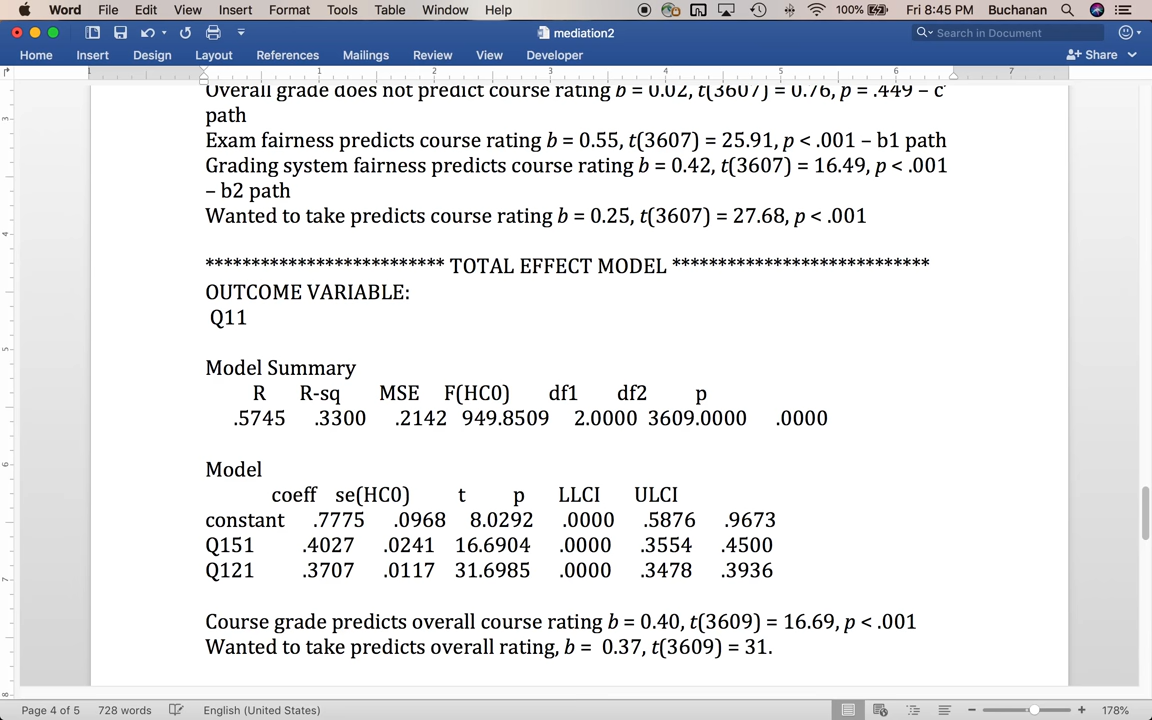 Word File Edit View Insert Format Tools Table Window Help 100% Fri 8:45 PM Buchanan
mediation2
Search in Document
Home Insert Design Layout References Mailings Review View Developer Share
1 1 2 3 4 5 6 7
Overall grade does not predict course rating b = 0.02, t(3607) = 0.76, p = .449 – c'
path
Exam fairness predicts course rating b = 0.55, t(3607) = 25.91, p < .001 – b1 path
Grading system fairness predicts course rating b = 0.42, t(3607) = 16.49, p < .001
– b2 path
Wanted to take predicts course rating b = 0.25, t(3607) = 27.68, p < .001
************************** TOTAL EFFECT MODEL ****************************
OUTCOME VARIABLE:
Q11
Model Summary
R R-sq MSE F(HC0) df1 df2 p
.5745 .3300 .2142 949.8509 2.0000 3609.0000 .0000
Model
coeff se(HC0) t p LLCI ULCI
constant .7775 .0968 8.0292 .0000 .5876 .9673
Q151 .4027 .0241 16.6904 .0000 .3554 .4500
Q121 .3707 .0117 31.6985 .0000 .3478 .3936
Course grade predicts overall course rating b = 0.40, t(3609) = 16.69, p < .001
Wanted to take predicts overall rating, b = 0.37, t(3609) = 31.
Page 4 of 5 728 words English (United States) 178%